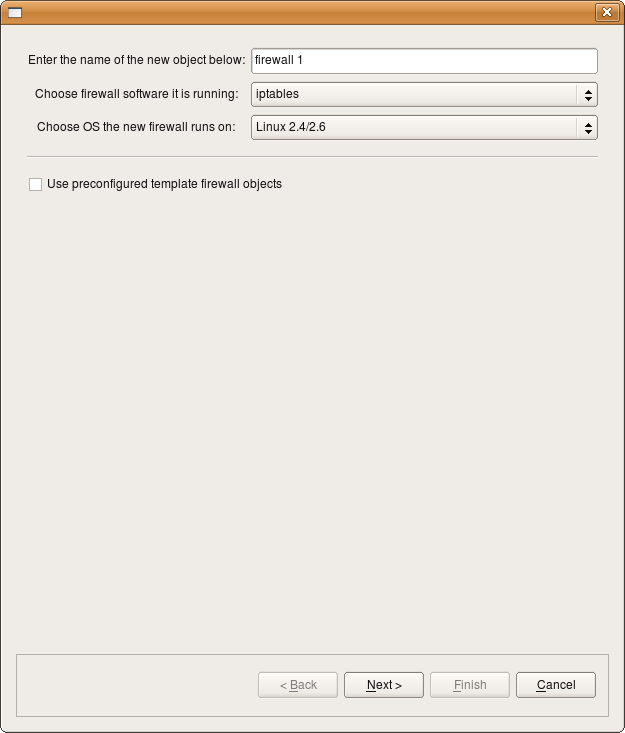 Enter the name of the new object below: firewall 1
Choose firewall software it is running: iptables
Choose OS the new firewall runs on: Linux 2.4/2.6
Use preconfigured template firewall objects
< Back Next > Finish Cancel